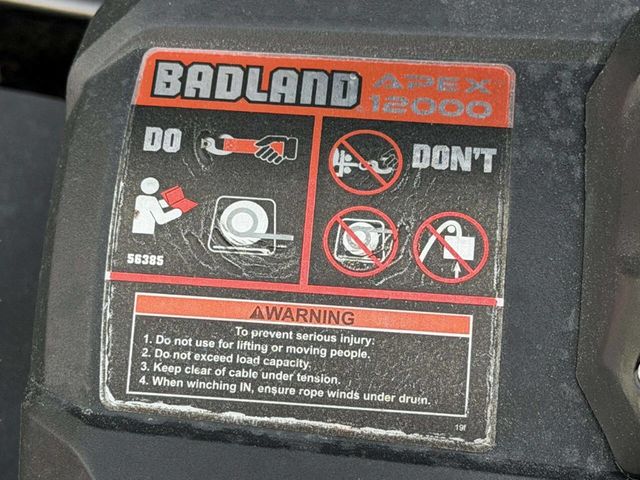 BADLAND APEX
12000
DO
DON'T
56385
WARNING
To prevent serious injury:
1. Do not use for lifting or moving people.
2. Do not exceed load capacity.
3. Keep clear of cable under tension.
4. When winching IN, ensure rope winds under drum.
19f